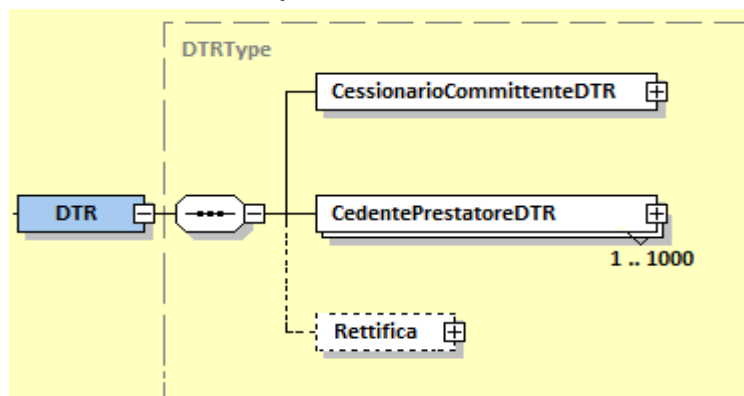 DTRType
CessionarioCommittenteDTR
DTR
CedentePrestatoreDTR
1 .. 1000
Rettifica